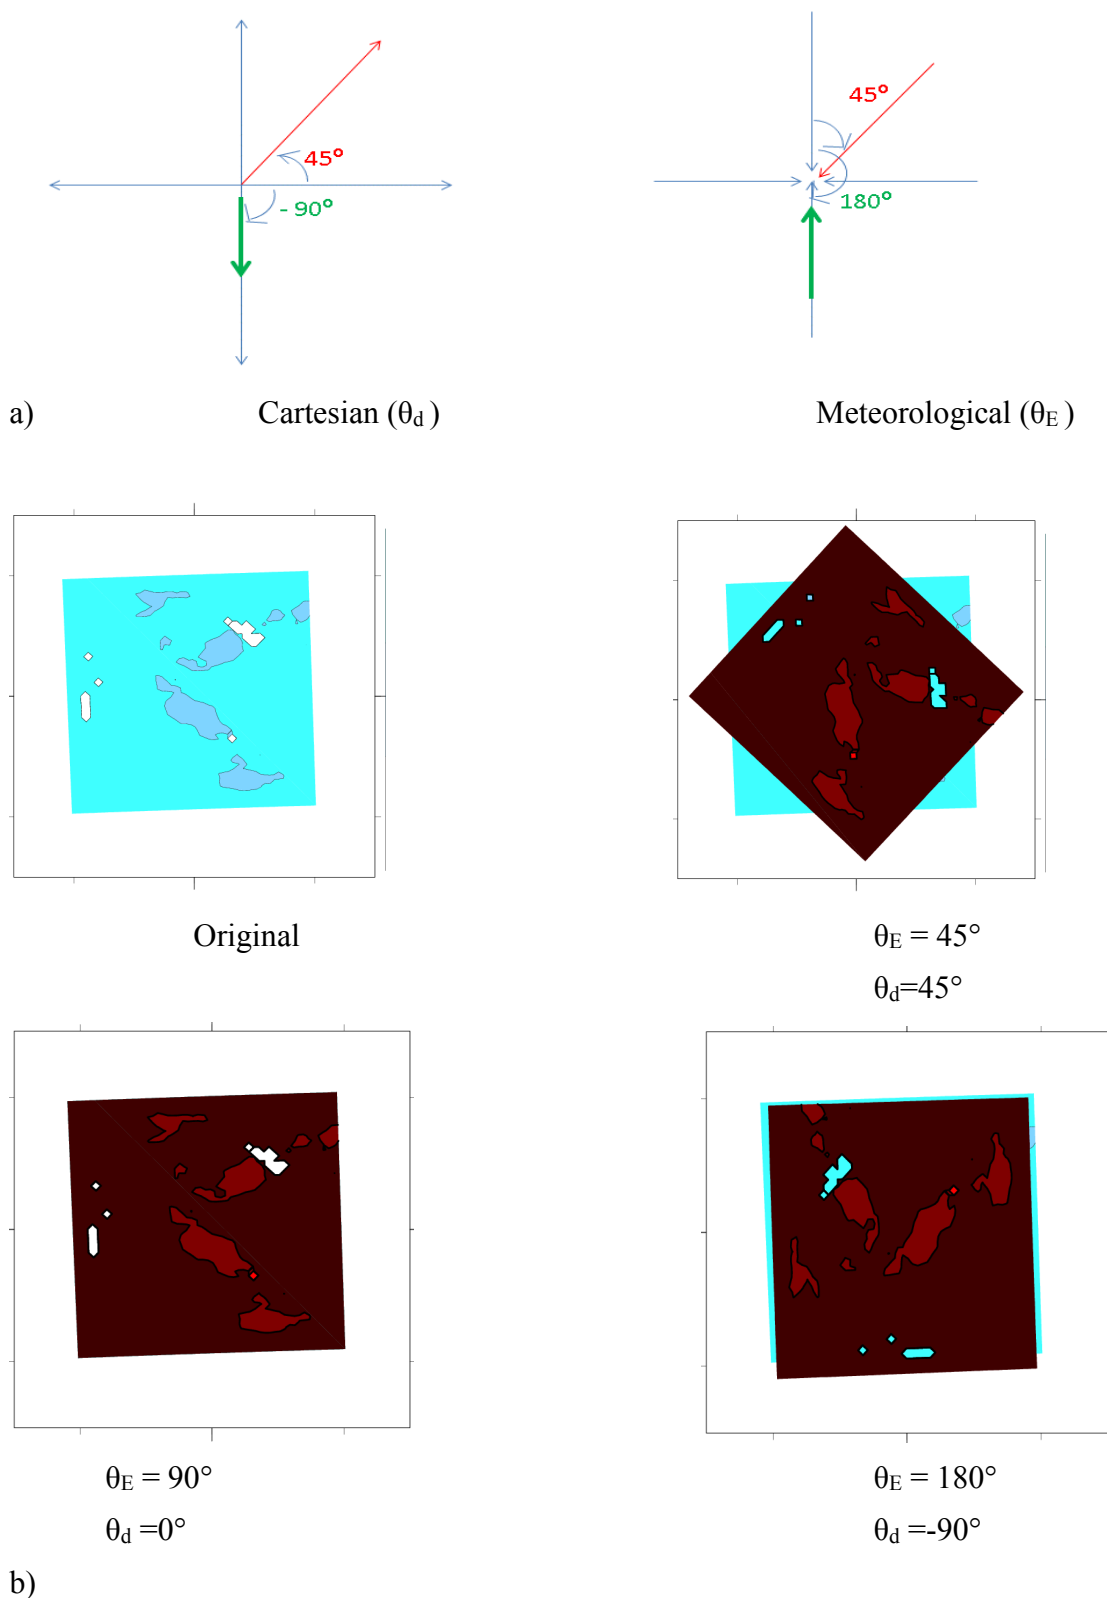 45°
- 90°
45°
180°
a) Cartesian (θd ) Meteorological (θE )
Original
θE = 45°
θd=45°
θE = 90°
θd =0°
θE = 180°
θd =-90°
b)